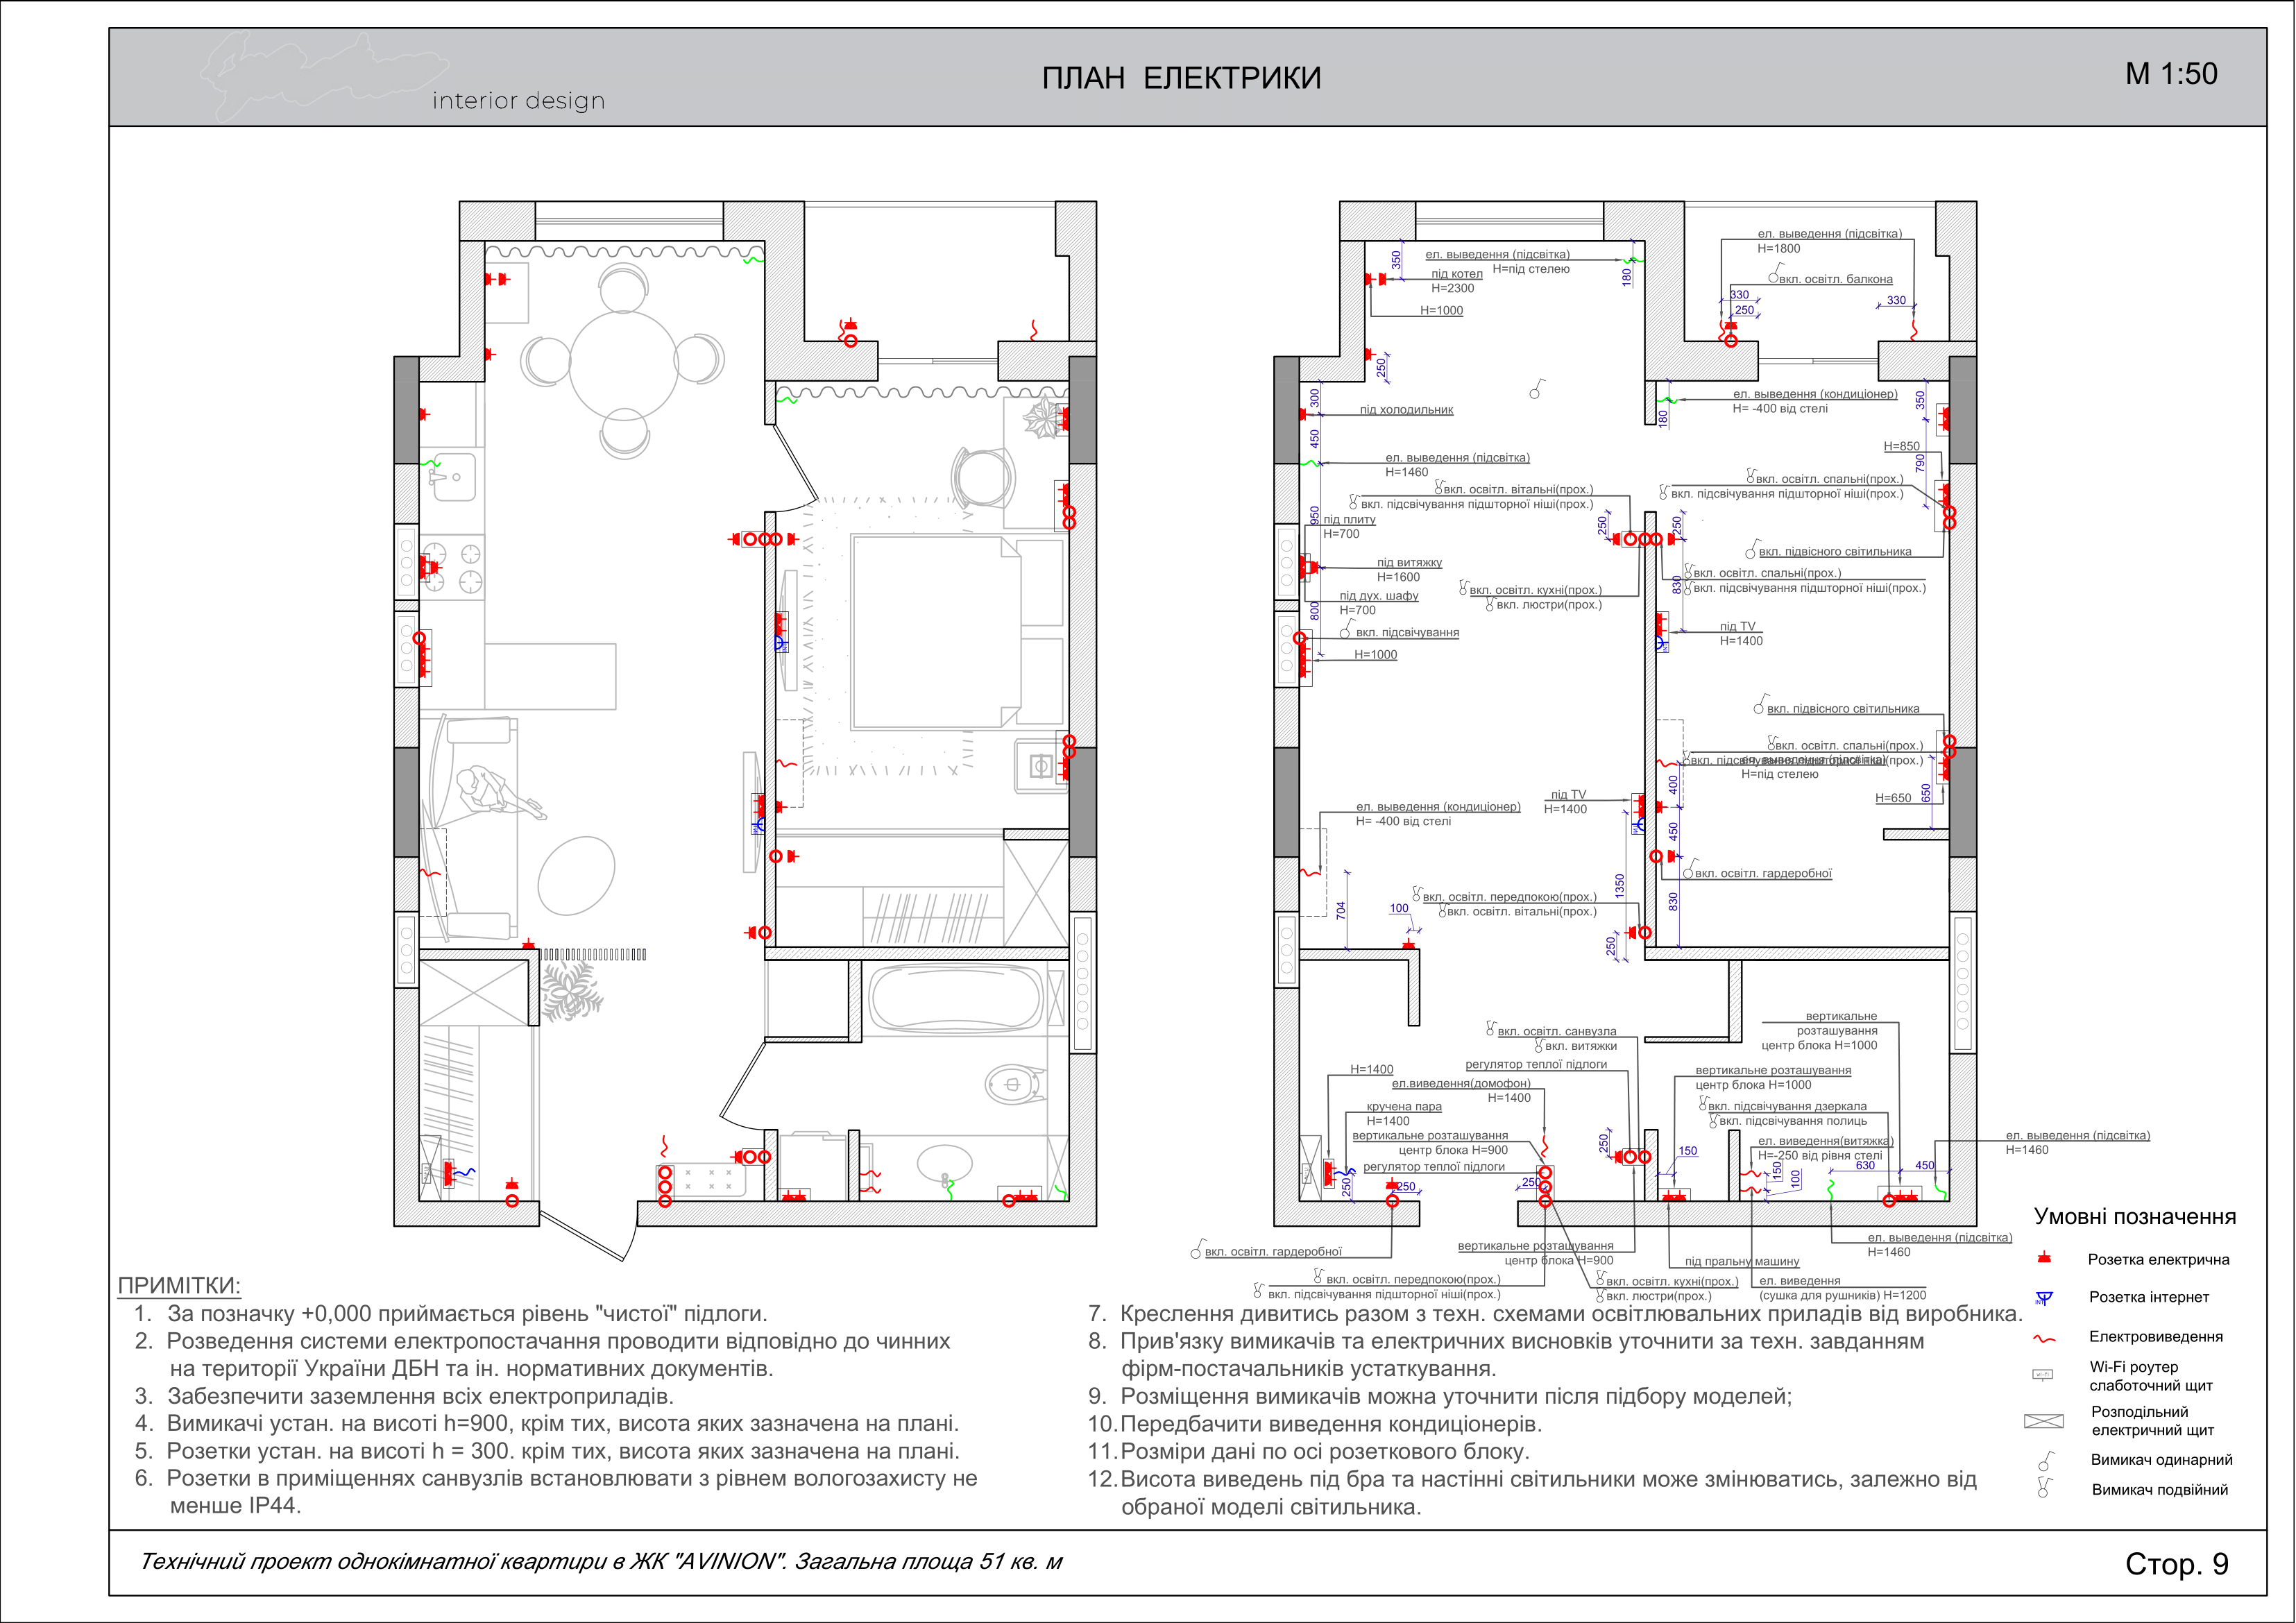 ПЛАН ЕЛЕКТРИКИ
М 1:50
interior design
ел. выведення (підсвітка)
Н=під стелею
350
180
під котел
Н=2300
Н=1000
250
ел. выведення (підсвітка)
Н=1800
вкл. освітл. балкона
330
250
330
300
під холодильник
450
ел. выведення (підсвітка)
Н=1460
вкл. освітл. вітальні(прох.)
вкл. підсвічування підшторної ніші(прох.)
950
під плиту
Н=700
250
250
під витяжку
Н=1600
під дух. шафу
Н=700
800
вкл. освітл. кухні(прох.)
вкл. люстри(прох.)
вкл. підсвічування
Н=1000
180
ел. выведення (кондиціонер)
Н= -400 від стелі
350
Н=850
790
вкл. освітл. спальні(прох.)
вкл. підсвічування підшторної ніші(прох.)
вкл. підвісного світильника
вкл. освітл. спальні(прох.)
вкл. підсвічування підшторної ніші(прох.)
830
під TV
Н=1400
INT
вкл. підвісного світильника
вкл. освітл. спальні(прох.)
Н=під стелею
400
Н=650
650
під TV
Н=1400
INT
ел. выведення (кондиціонер)
Н= -400 від стелі
450
вкл. освітл. гардеробної
1350
830
704
100
вкл. освітл. передпокою(прох.)
вкл. освітл. вітальні(прох.)
250
вкл. освітл. санвузла
вкл. витяжки
регулятор теплої підлоги
вертикальне
розташування
центр блока Н=1000
Н=1400
ел.виведення(домофон)
Н=1400
кручена пара
Н=1400
вертикальне розташування
центр блока Н=900
регулятор теплої підлоги
250
250
250
250
вертикальне розташування
центр блока Н=1000
вкл. підсвічування дзеркала
вкл. підсвічування полиць
ел. виведення(витяжка)
Н=-250 від рівня стелі
150
150
100
630
450
ел. выведення (підсвітка)
Н=1460
ел. выведення (підсвітка)
Н=1460
вкл. освітл. гардеробної
вертикальне розташування
центр блока Н=900
під пральну машину
вкл. освітл. передпокою(прох.)
вкл. підсвічування підшторної ніші(прох.)
вкл. освітл. кухні(прох.)
вкл. люстри(прох.)
ел. виведення
(сушка для рушників) Н=1200
ПРИМІТКИ:
1. За позначку +0,000 приймається рівень "чистої" підлоги.
2. Розведення системи електропостачання проводити відповідно до чинних
на території України ДБН та ін. нормативних документів.
3. Забезпечити заземлення всіх електроприладів.
4. Вимикачі устан. на висоті h=900, крім тих, висота яких зазначена на плані.
5. Розетки устан. на висоті h = 300. крім тих, висота яких зазначена на плані.
6. Розетки в приміщеннях санвузлів встановлювати з рівнем вологозахисту не
менше ІР44.
7. Креслення дивитись разом з техн. схемами освітлювальних приладів від виробника.
8. Прив'язку вимикачів та електричних висновків уточнити за техн. завданням
фірм-постачальників устаткування.
9. Розміщення вимикачів можна уточнити після підбору моделей;
10.Передбачити виведення кондиціонерів.
11.Розміри дані по осі розеткового блоку.
12.Висота виведень під бра та настінні світильники може змінюватись, залежно від
обраної моделі світильника.
Умовні позначення
Розетка електрична
INT
Розетка інтернет
Електровиведення
wi-fi
Wi-Fi роутер
слаботочний щит
Розподільний
електричний щит
Вимикач одинарний
Вимикач подвійний
Технічний проект однокімнатної квартири в ЖК "AVINION". Загальна площа 51 кв. м
Стор. 9